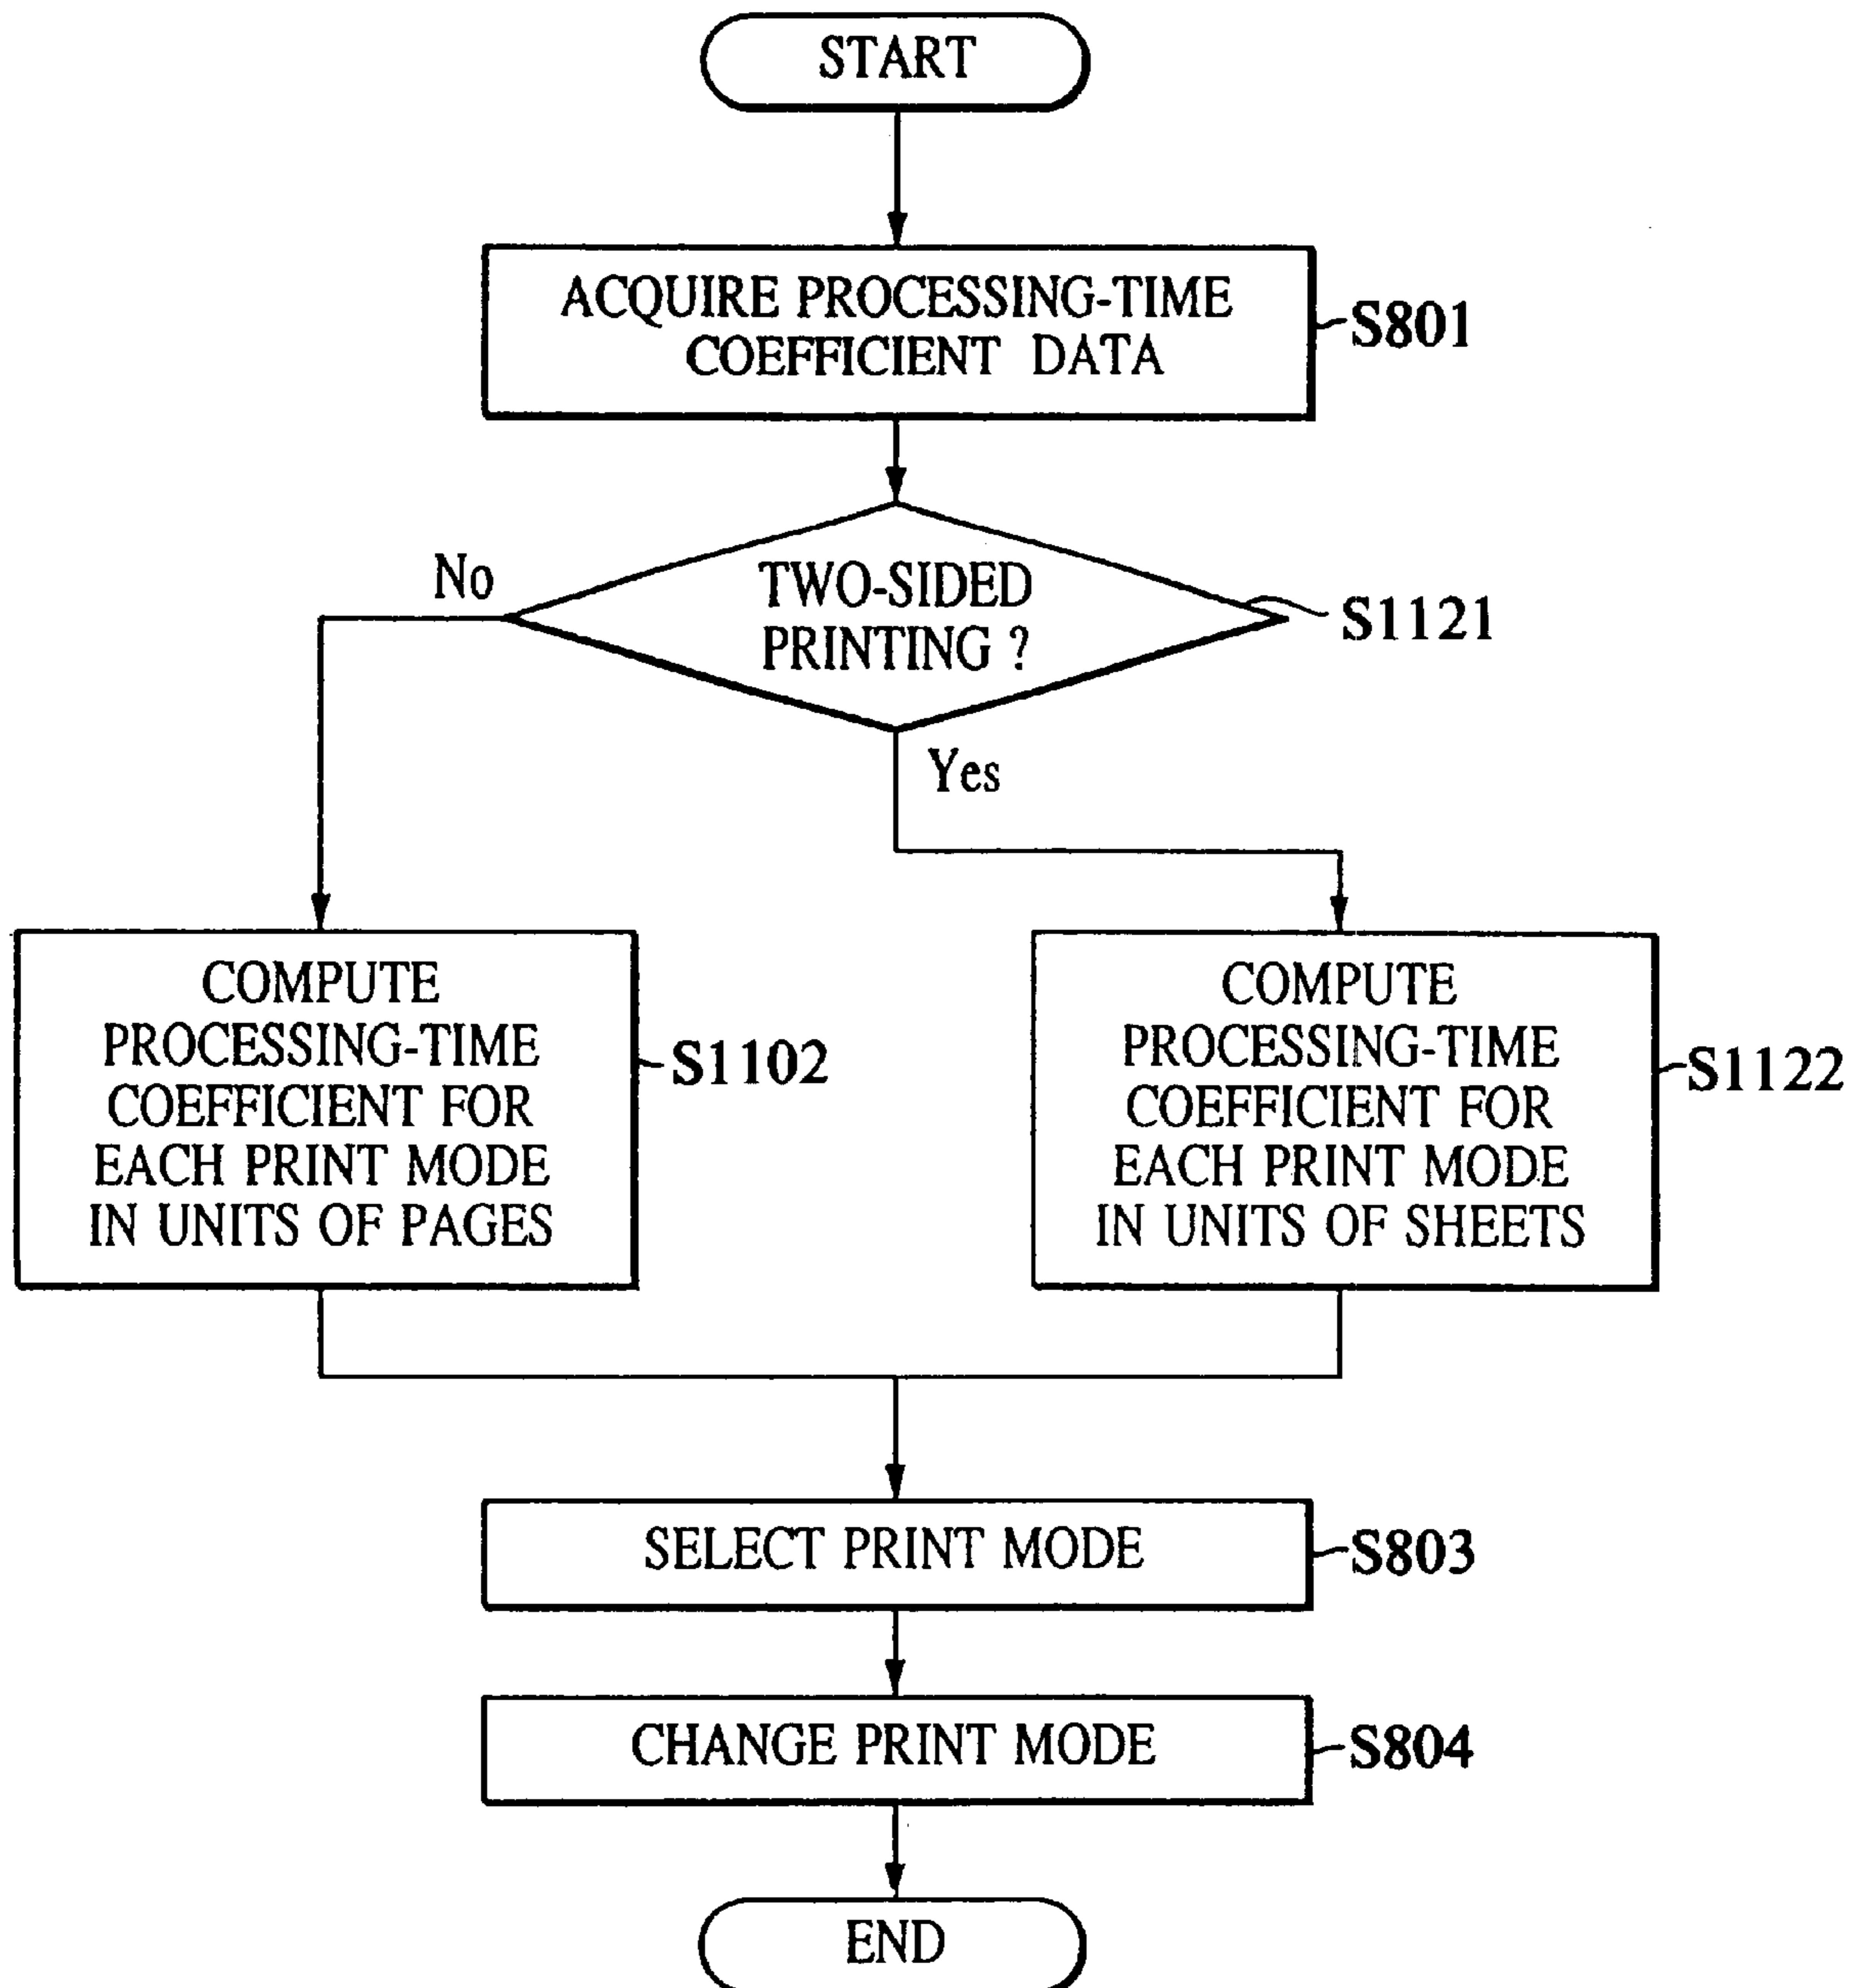 START
ACQUIRE PROCESSING-TIME
COEFFICIENT DATA
S801
No
TWO-SIDED
PRINTING ?
S1121
Yes
COMPUTE
PROCESSING-TIME
COEFFICIENT FOR
EACH PRINT MODE
IN UNITS OF PAGES
S1102
COMPUTE
PROCESSING-TIME
COEFFICIENT FOR
EACH PRINT MODE
IN UNITS OF SHEETS
S1122
SELECT PRINT MODE
S803
CHANGE PRINT MODE
S804
END